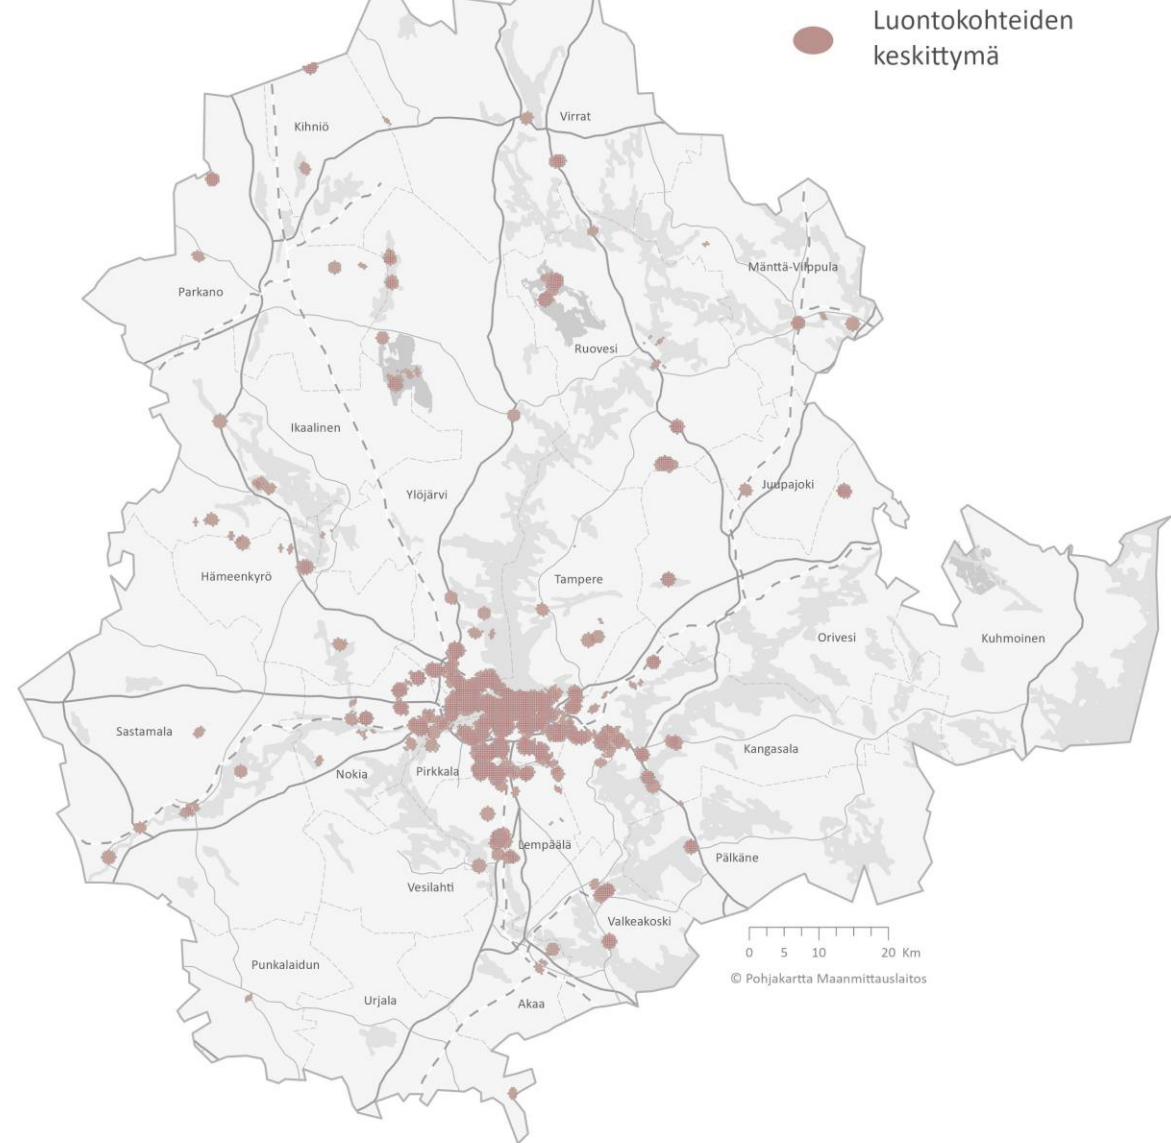 Luontokohteiden
keskittymä
Virrat
Kihniö
Mänttä-Vilppula
Parkano
Ruovesi
Ikaalinen
Juupajoki
Ylöjärvi
Hämeenkyrö
Tampere
Orivesi
Kuhmoinen
Sastamala
Kangasala
Nokia
Pirkkala
Lempäälä
Pälkäne
Vesilahti
Valkeakoski
0 5 10 20 Km
Punkalaidun
© Pohjakartta Maanmittauslaitos
Urjala
Akaa